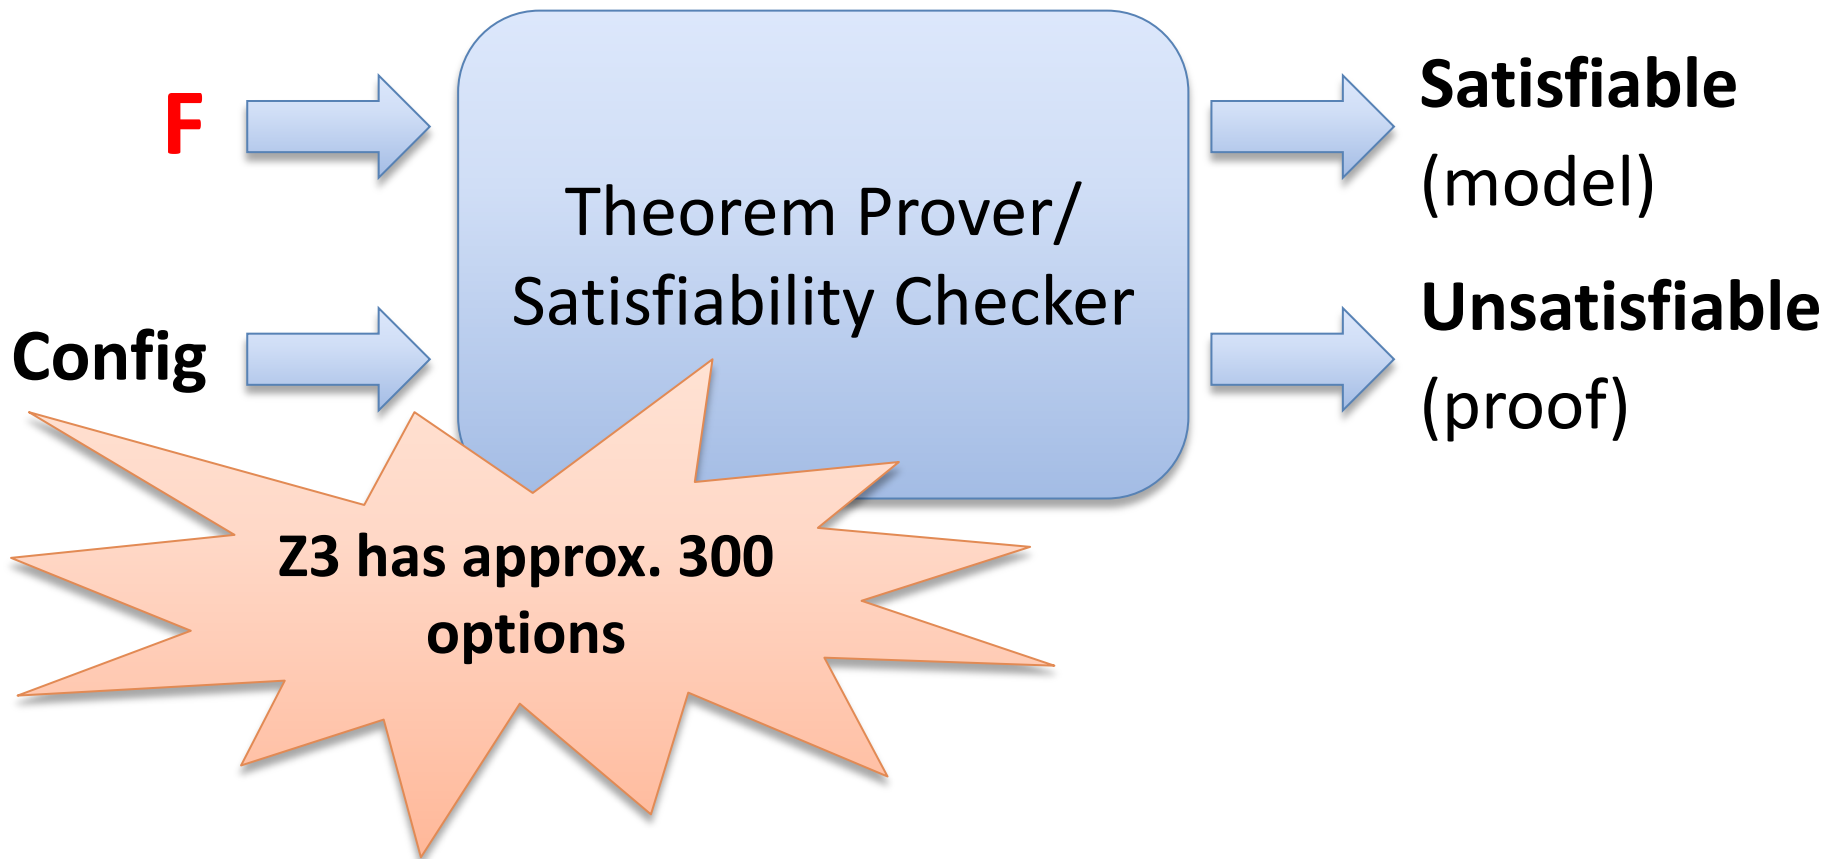 F
Config
Theorem Prover/
Satisfiability Checker
Z3 has approx. 300
options
Satisfiable
(model)
Unsatisfiable
(proof)